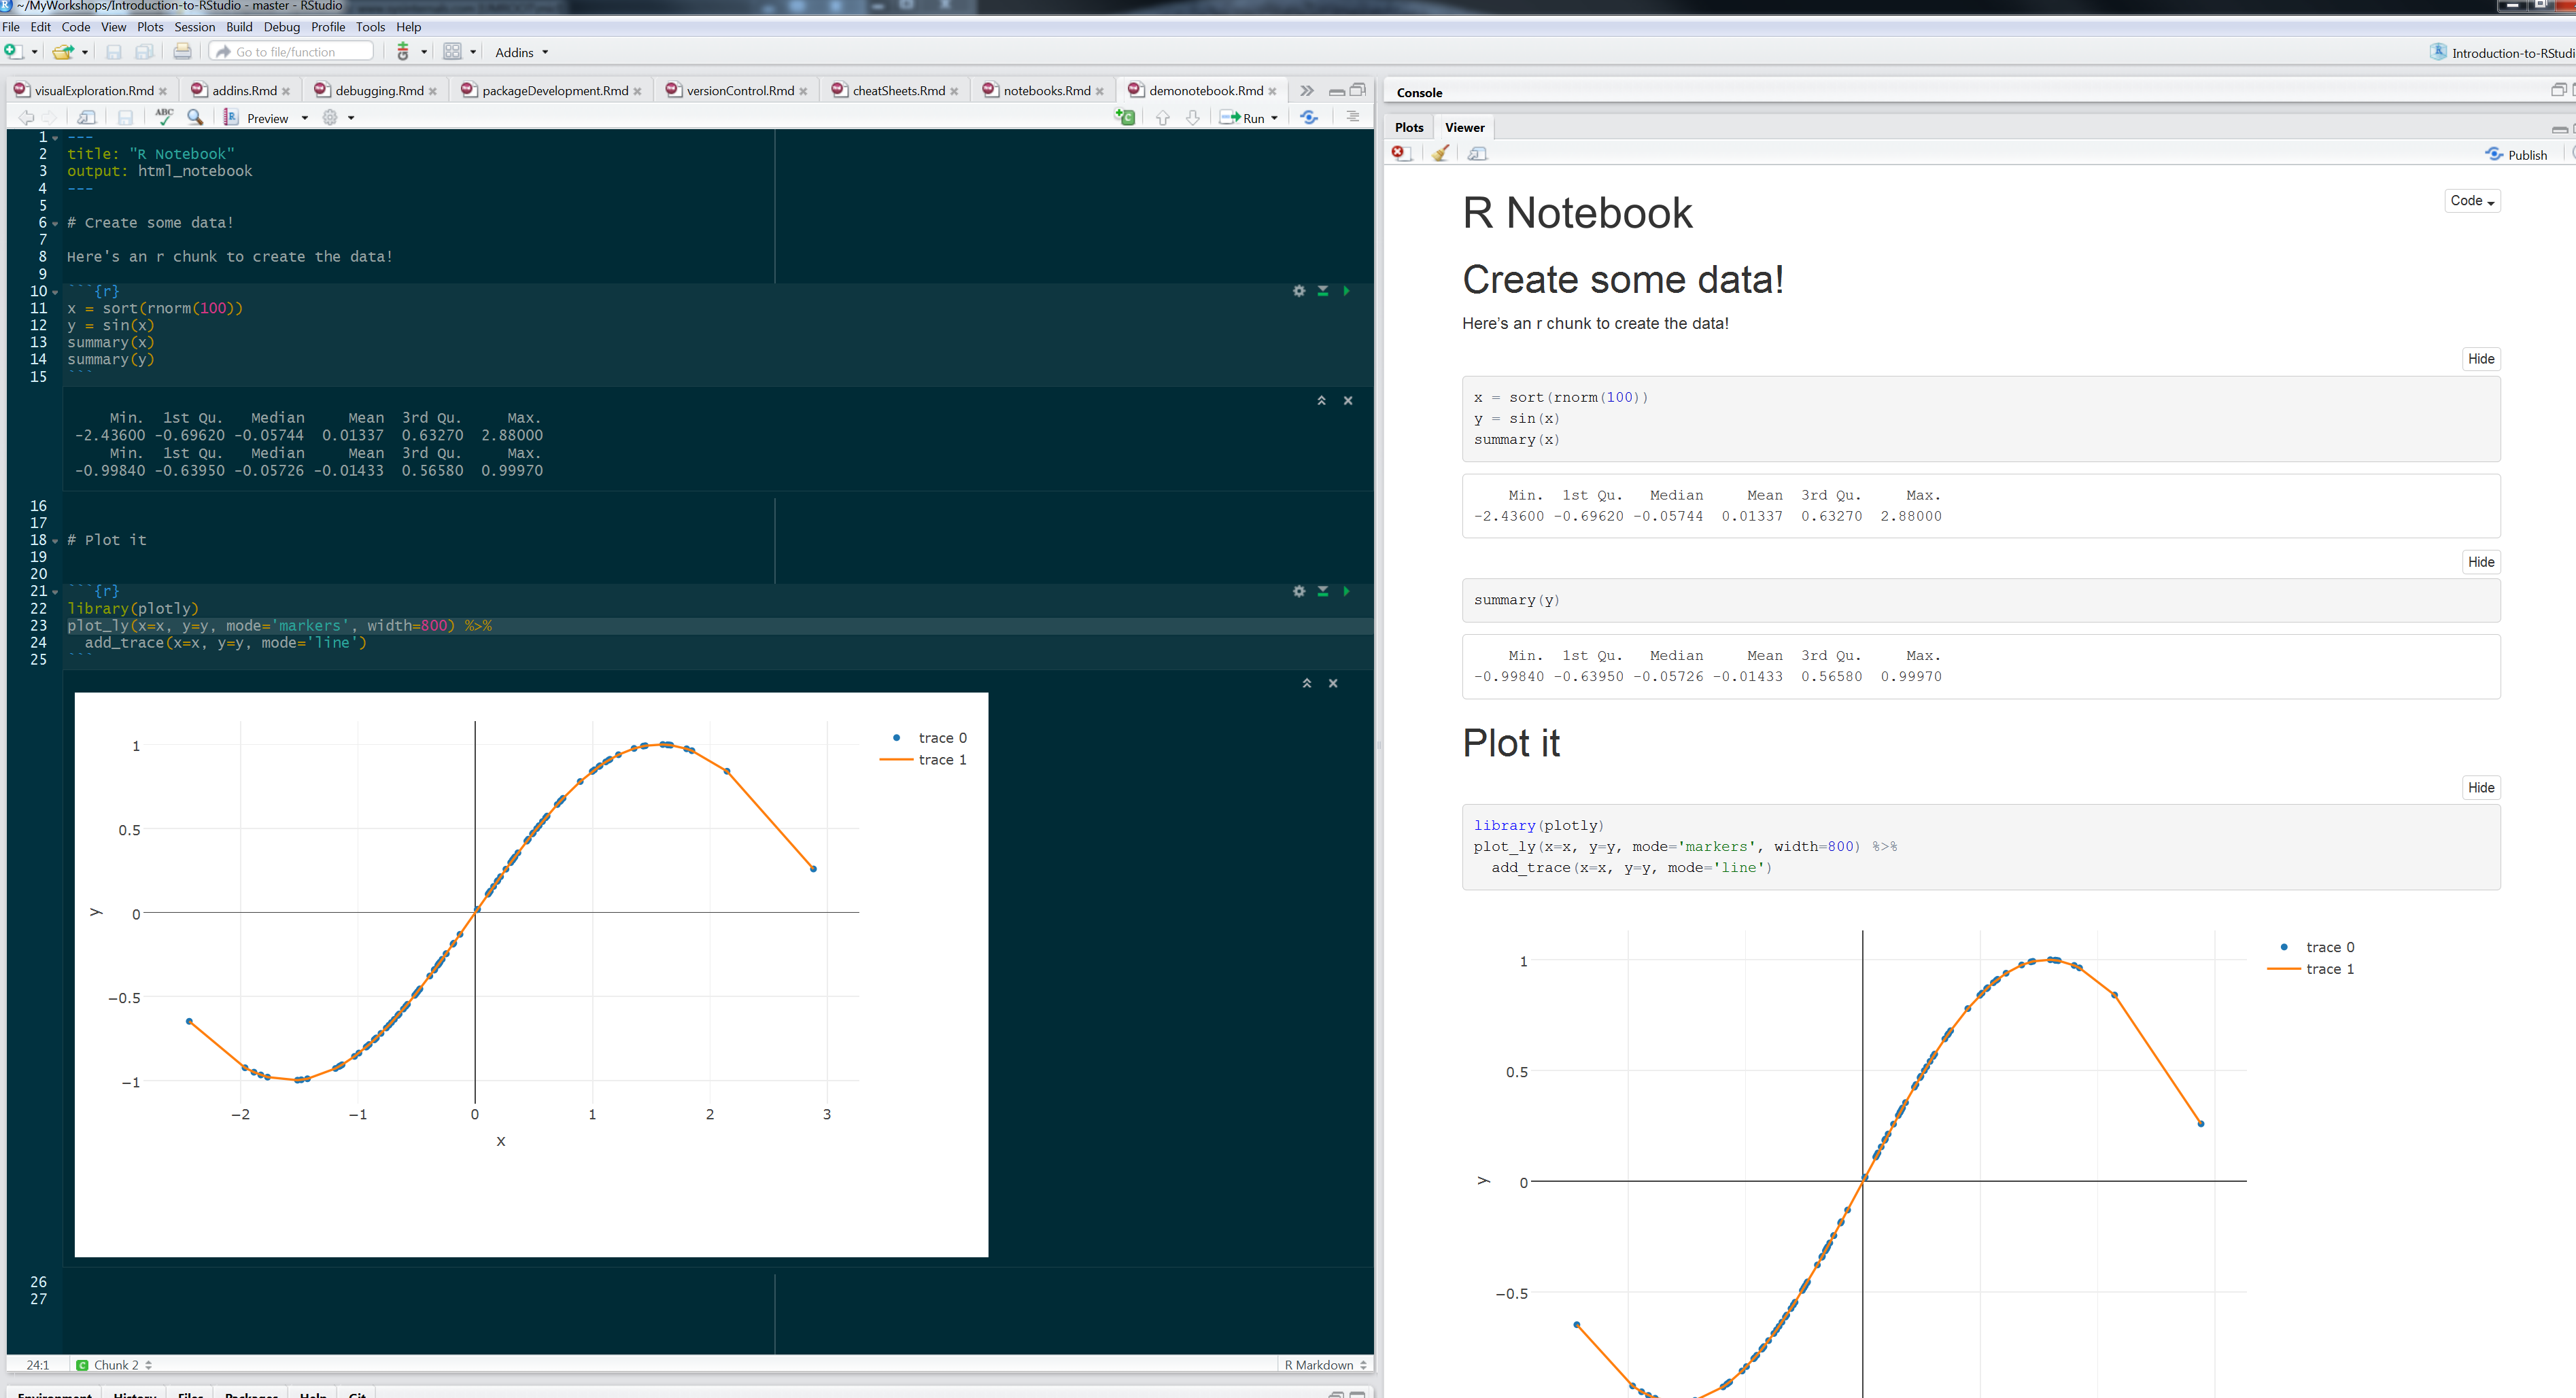 ~/MyWorkshops/Introduction-to-RStudio - master - RStudio
File Edit Code View Plots Session Build Debug Profile Tools Help
Go to file/function Addins Introduction-to-RStudi
visualExploration.Rmd addins.Rmd debugging.Rmd packageDevelopment.Rmd versionControl.Rmd cheatSheets.Rmd notebooks.Rmd demonotebook.Rmd
ABC Preview Run
1 ---
2 title: "R Notebook"
3 output: html_notebook
4 ---
5
6 # Create some data!
7
8 Here's an r chunk to create the data!
9
10 ```{r}
11 x = sort(rnorm(100))
12 y = sin(x)
13 summary(x)
14 summary(y)
15 ```
Min. 1st Qu. Median Mean 3rd Qu. Max.
-2.43600 -0.69620 -0.05744 0.01337 0.63270 2.88000
Min. 1st Qu. Median Mean 3rd Qu. Max.
-0.99840 -0.63950 -0.05726 -0.01433 0.56580 0.99970
16
17
18 # Plot it
19
20
21 ```{r}
22 library(plotly)
23 plot_ly(x=x, y=y, mode='markers', width=800) %>%
24 add_trace(x=x, y=y, mode='line')
25 ```
trace 0
trace 1
1
0.5
0
−0.5
−1
y
−2 −1 0 1 2 3
x
26
27
24:1 C Chunk 2 R Markdown
Environment History Files Packages Help Git
Console
Plots Viewer
Publish
Code
R Notebook
Create some data!
Here's an r chunk to create the data!
Hide
x = sort(rnorm(100))
y = sin(x)
summary(x)
Min. 1st Qu. Median Mean 3rd Qu. Max.
-2.43600 -0.69620 -0.05744 0.01337 0.63270 2.88000
Hide
summary(y)
Min. 1st Qu. Median Mean 3rd Qu. Max.
-0.99840 -0.63950 -0.05726 -0.01433 0.56580 0.99970
Plot it
Hide
library(plotly)
plot_ly(x=x, y=y, mode='markers', width=800) %>%
add_trace(x=x, y=y, mode='line')
trace 0
trace 1
1
0.5
0
−0.5
y